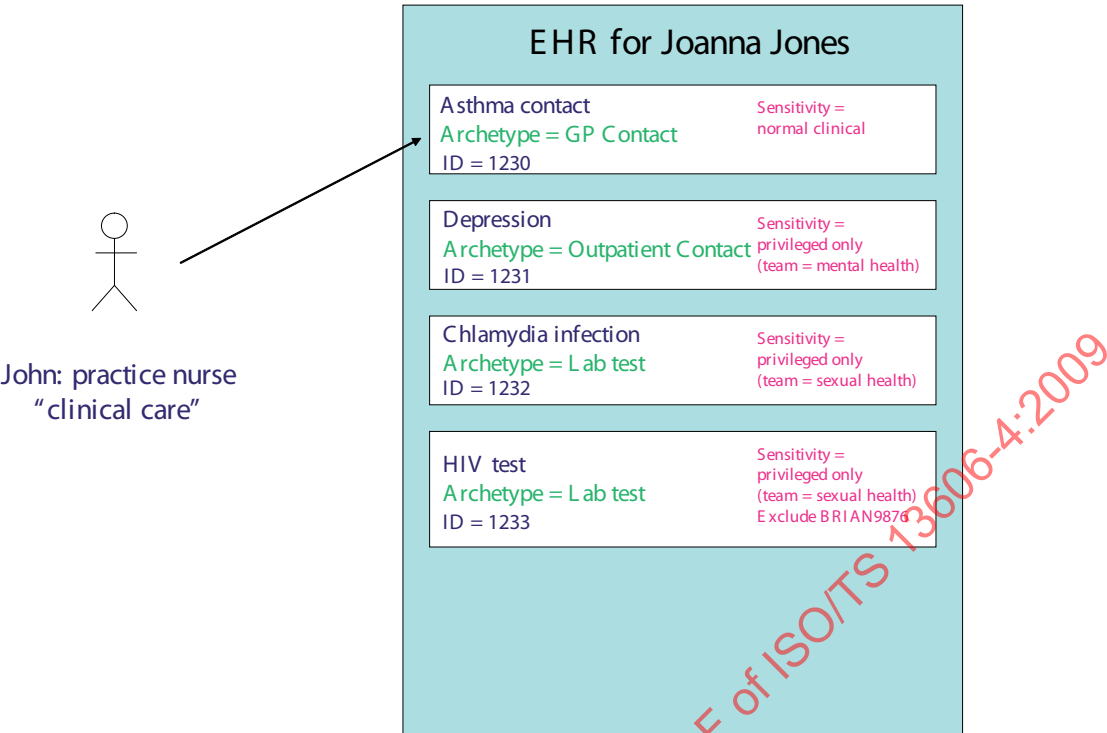 EHR for Joanna Jones
Asthma contact
Archetype = GP Contact
ID = 1230
Sensitivity =
normal clinical
Depression
Archetype = Outpatient Contact
ID = 1231
Sensitivity =
privileged only
(team = mental health)
Chlamydia infection
Archetype = Lab test
ID = 1232
Sensitivity =
privileged only
(team = sexual health)
HIV test
Archetype = Lab test
ID = 1233
Sensitivity =
privileged only
(team = sexual health)
Exclude BRIAN9876
John: practice nurse
“clinical care”
of ISO/TS 13606-4:2009